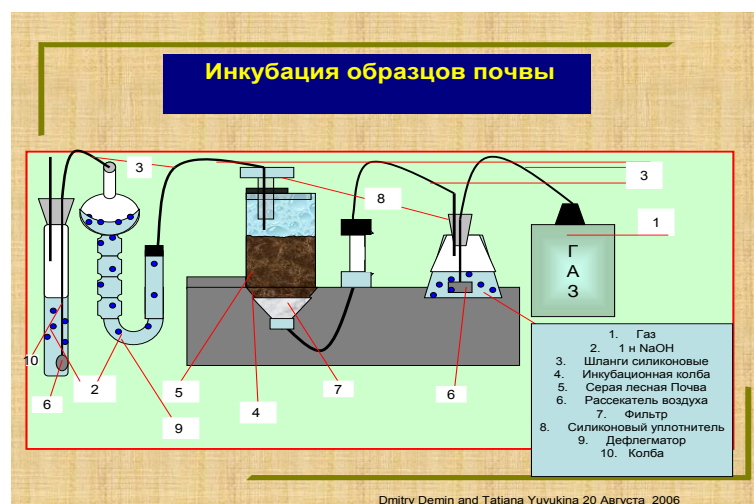 Инкубация образцов почвы
3
3
8
1
Г
А
З
10
2
6
5
4
7
6
9
1. Газ
2. 1 н NaOH
3. Шланги силиконовые
4. Инкубационная колба
5. Серая лесная Почва
6. Рассекатель воздуха
7. Фильтр
8. Силиконовый уплотнитель
9. Дефлегматор
10. Колба
Dmitry Demin and Tatiana Yuyukina 20 Августа 2006